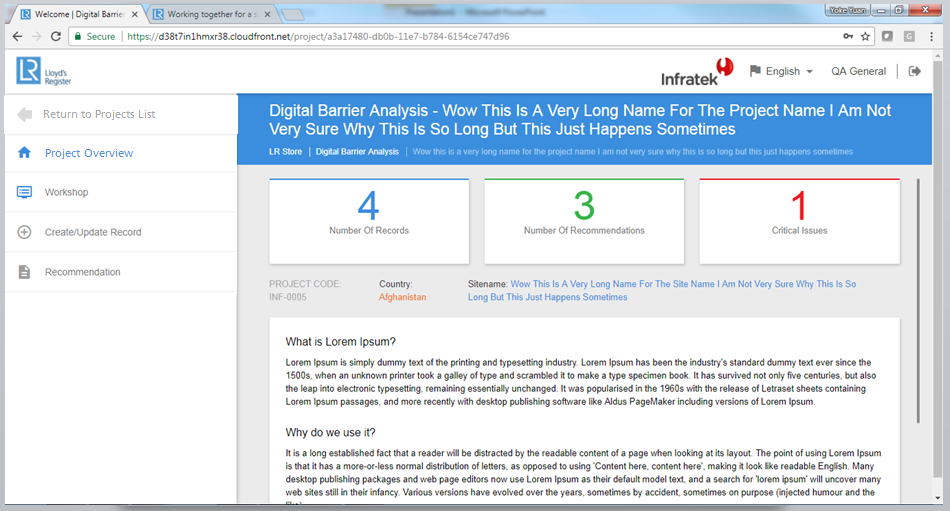 Presentation1 - Microsoft PowerPoint
Welcome | Digital Barrier
Working together for a s
Yoke Yuan
Secure
https://d38t7in1hmxr38.cloudfront.net/project/a3a17480-db0b-11e7-b784-6154ce747d96
LR
Lloyd's
Register
Infratek
English
QA General
Return to Projects List
Project Overview
Workshop
Create/Update Record
Recommendation
Digital Barrier Analysis - Wow This Is A Very Long Name For The Project Name I Am Not
Very Sure Why This Is So Long But This Just Happens Sometimes
LR Store | Digital Barrier Analysis | Wow this is a very long name for the project name I am not very sure why this is so long but this just happens sometimes
4
Number Of Records
3
Number Of Recommendations
1
Critical Issues
PROJECT CODE:
INF-0005
Country:
Afghanistan
Sitename: Wow This Is A Very Long Name For The Site Name I Am Not Very Sure Why This Is So
Long But This Just Happens Sometimes
What is Lorem Ipsum?
Lorem Ipsum is simply dummy text of the printing and typesetting industry. Lorem Ipsum has been the industry's standard dummy text ever since the
1500s, when an unknown printer took a galley of type and scrambled it to make a type specimen book. It has survived not only five centuries, but also
the leap into electronic typesetting, remaining essentially unchanged. It was popularised in the 1960s with the release of Letraset sheets containing
Lorem Ipsum passages, and more recently with desktop publishing software like Aldus PageMaker including versions of Lorem Ipsum.
Why do we use it?
It is a long established fact that a reader will be distracted by the readable content of a page when looking at its layout. The point of using Lorem Ipsum
is that it has a more-or-less normal distribution of letters, as opposed to using 'Content here, content here', making it look like readable English. Many
desktop publishing packages and web page editors now use Lorem Ipsum as their default model text, and a search for 'lorem ipsum' will uncover many
web sites still in their infancy. Various versions have evolved over the years, sometimes by accident, sometimes on purpose (injected humour and the